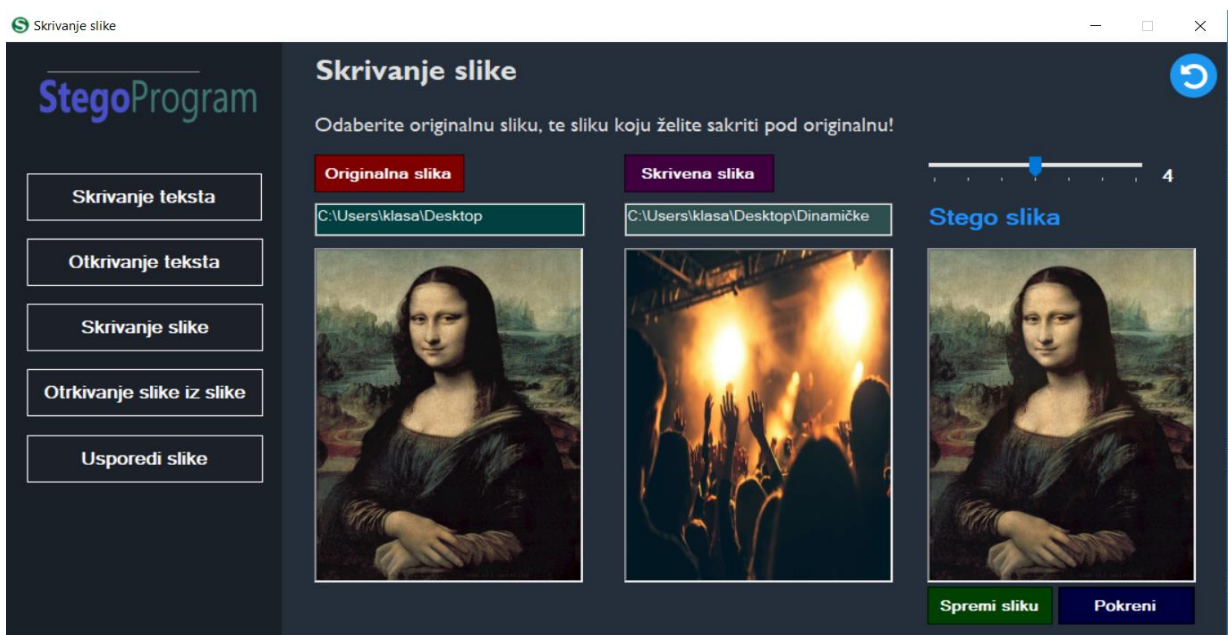 Skrivanje slike
StegoProgram
Skrivanje teksta
Otkrivanje teksta
Skrivanje slike
Otrkivanje slike iz slike
Usporedi slike
Skrivanje slike
Odaberite originalnu sliku, te sliku koju želite sakriti pod originalnu!
Originalna slika
C:\Users\klasa\Desktop
Skrivena slika
C:\Users\klasa\Desktop\Dinamičke
4
Stego slika
Spremi sliku
Pokreni